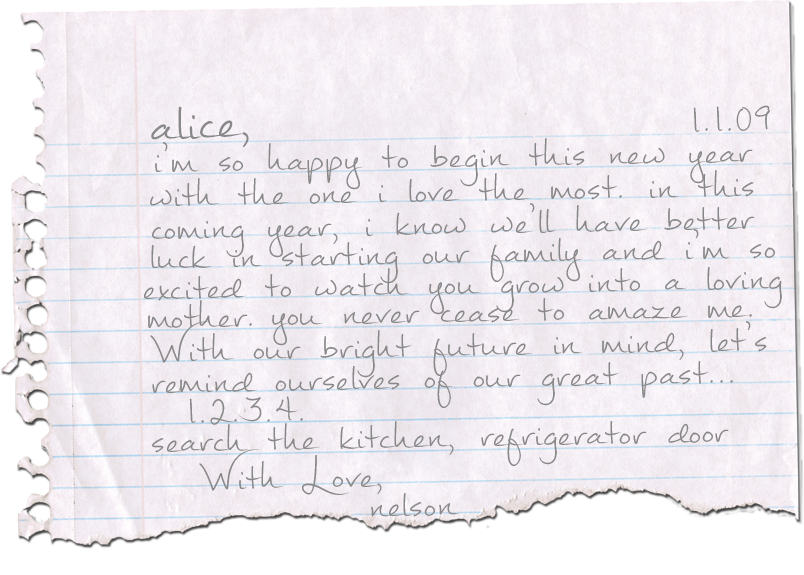 alice, 1.1.09
i'm so happy to begin this new year
with the one i love the most. in this
coming year, i know we'll have better
luck in starting our family and i'm so
excited to watch you grow into a loving
mother. you never cease to amaze me.
With our bright future in mind, let's
remind ourselves of our great past...
1.2.3.4.
search the kitchen, refrigerator door
With Love,
nelson